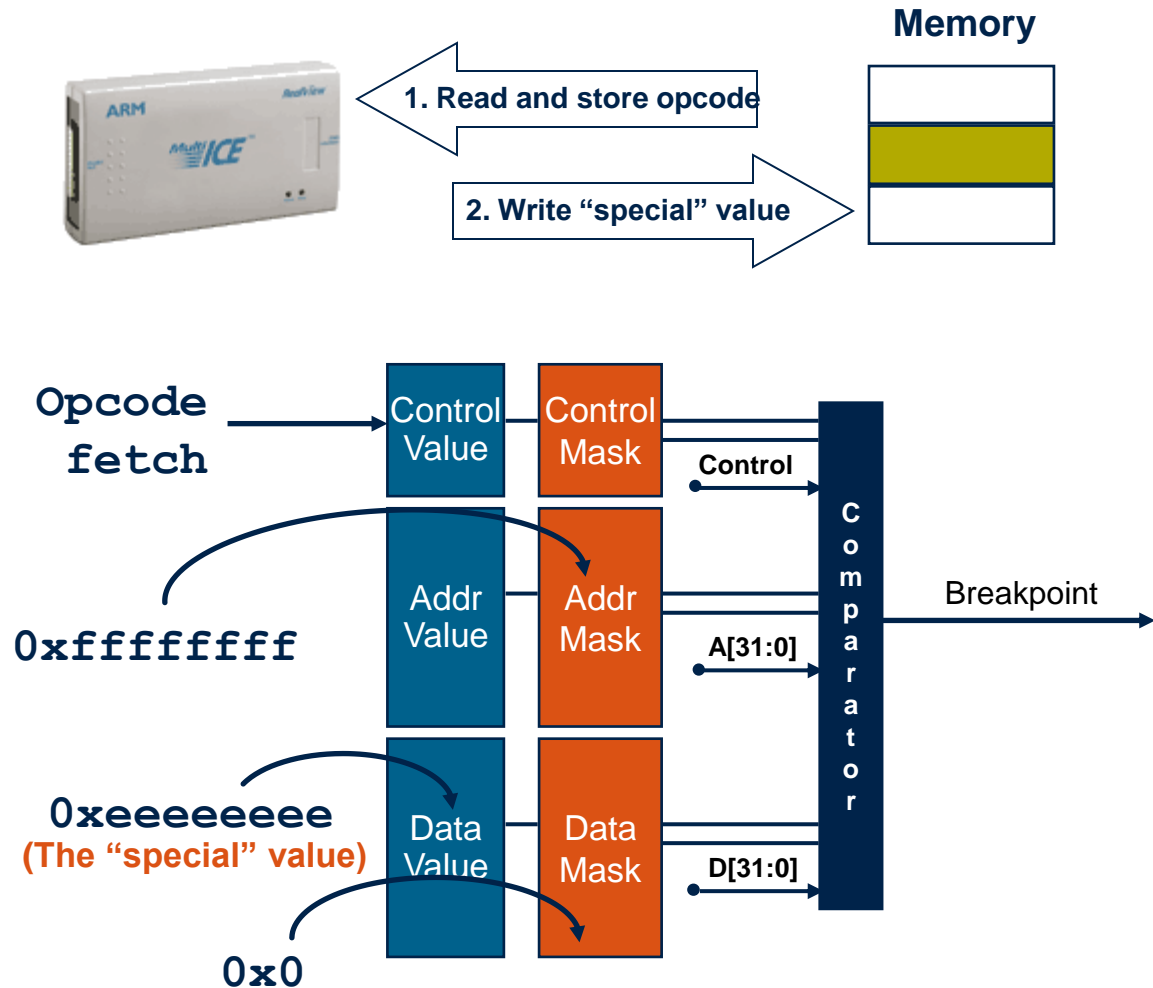 Memory
ARM
RealView
Multi
ICE
1. Read and store opcode
2. Write “special” value
Opcode
fetch
Control
Value
Control
Mask
Control
0xffffffff
Addr
Value
Addr
Mask
A[31:0]
Comparator
Breakpoint
0xeeeeeeee
(The “special” value)
Data
Value
Data
Mask
D[31:0]
0x0